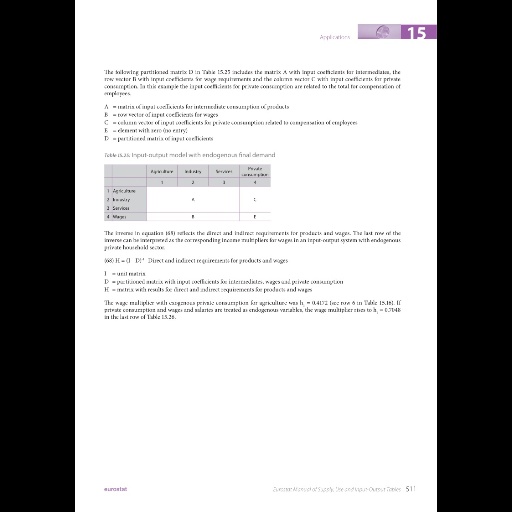 Applications
15
The following partitioned matrix D in Table 15.25 includes the matrix A with input coefficients for intermediates, the
row vector B with input coefficients for wage requirements and the column vector C with input coefficients for private
consumption. In this example the input coefficients for private consumption are related to the total for compensation of
employees.
A = matrix of input coefficients for intermediate consumption of products
B = row vector of input coefficients for wages
C = column vector of input coefficients for private consumption related to compensation of employees
E = element with zero (no entry)
D = partitioned matrix of input coefficients
Table 15.25: Input-output model with endogenous final demand
Agriculture Industry Services Private consumption
1 2 3 4
1 Agriculture
2 Industry A C
3 Services
4 Wages B E
The inverse in equation (68) reflects the direct and indirect requirements for products and wages. The last row of the
inverse can be interpreted as the corresponding income multipliers for wages in an input-output system with endogenous
private household sector.
(68) H = (I - D)⁻¹ Direct and indirect requirements for products and wages
I = unit matrix
D = partitioned matrix with input coefficients for intermediates, wages and private consumption
H = matrix with results for direct and indirect requirements for products and wages
The wage multiplier with exogenous private consumption for agriculture was h = 0.4172 (see row 6 in Table 15.16). If
private consumption and wages and salaries are treated as endogenous variables, the wage multiplier rises to h = 0.7048
in the last row of Table 15.26.
eurostat
Eurostat Manual of Supply, Use and Input-Output Tables 511